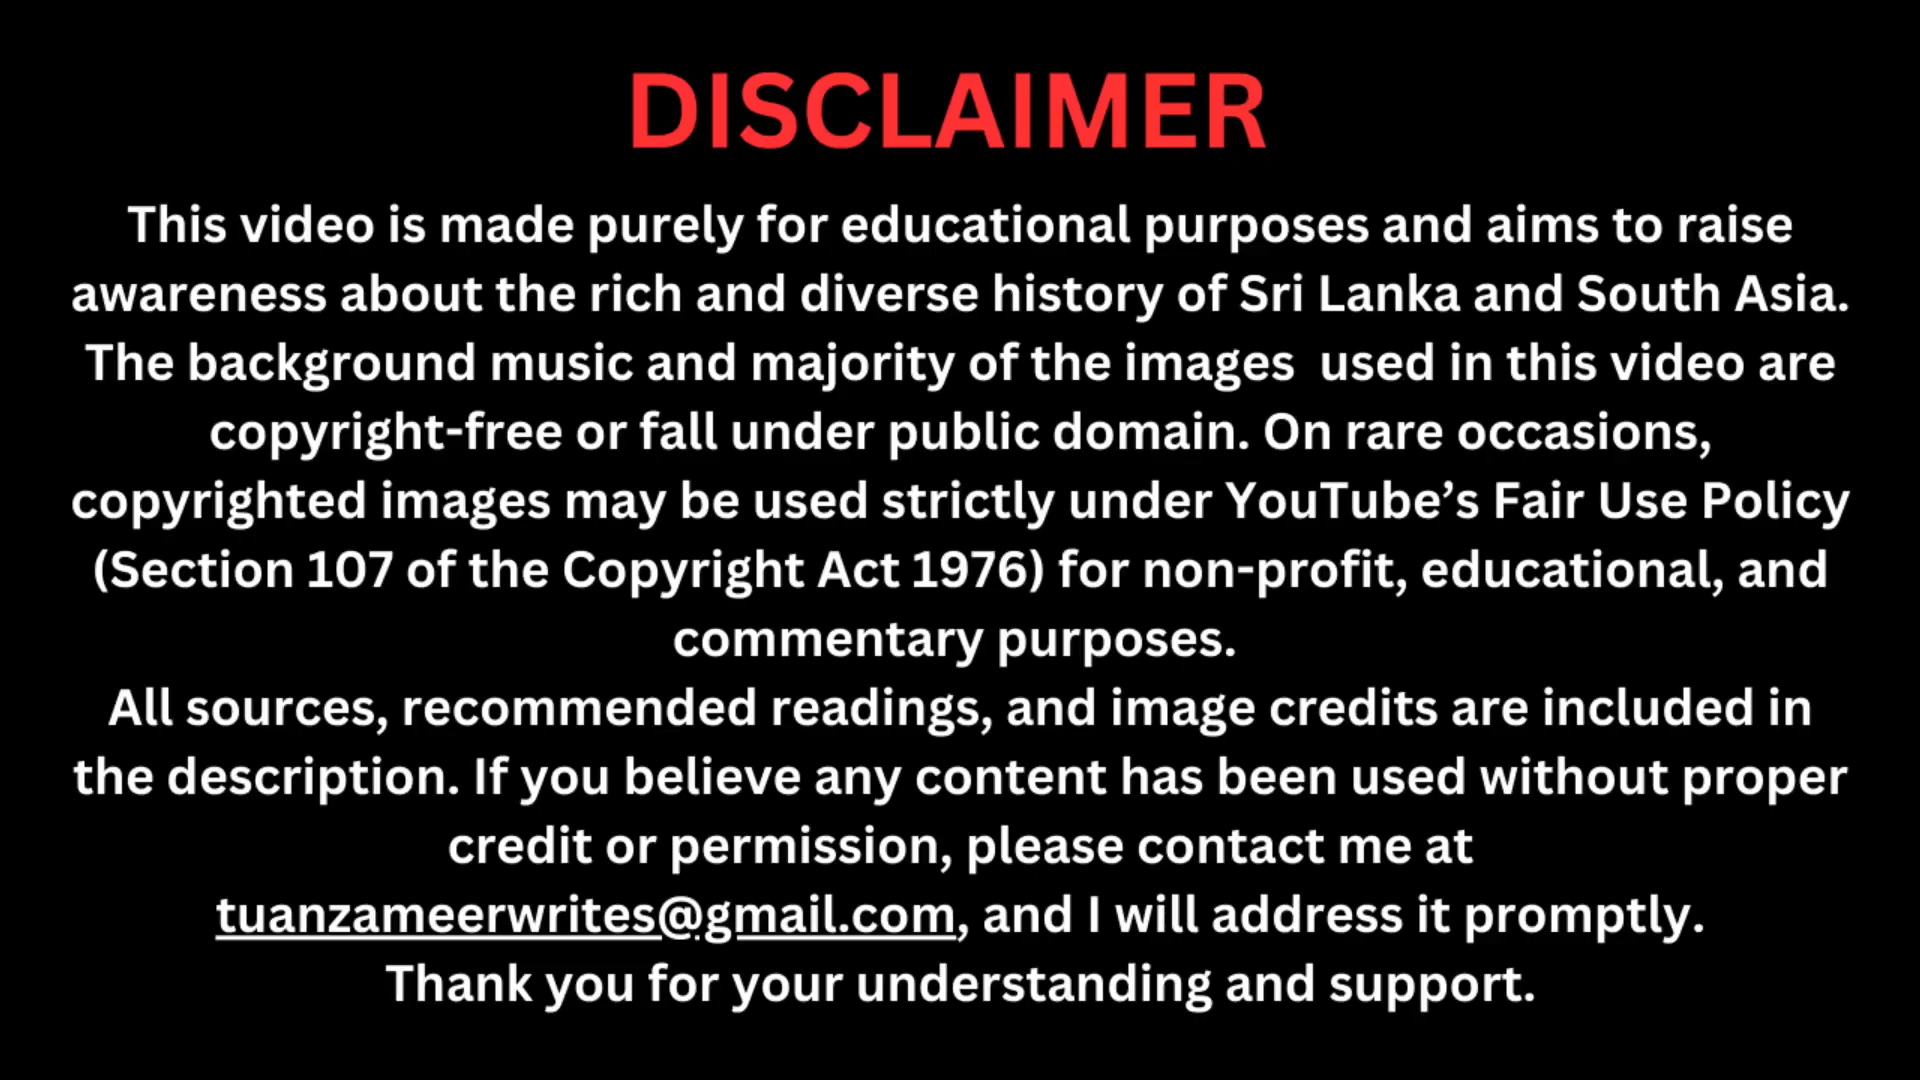 DISCLAIMER
This video is made purely for educational purposes and aims to raise
awareness about the rich and diverse history of Sri Lanka and South Asia.
The background music and majority of the images  used in this video are
copyright-free or fall under public domain. On rare occasions,
copyrighted images may be used strictly under YouTube’s Fair Use Policy
(Section 107 of the Copyright Act 1976) for non-profit, educational, and
commentary purposes.
All sources, recommended readings, and image credits are included in
the description. If you believe any content has been used without proper
credit or permission, please contact me at
tuanzameerwrites@gmail.com, and I will address it promptly.
Thank you for your understanding and support.